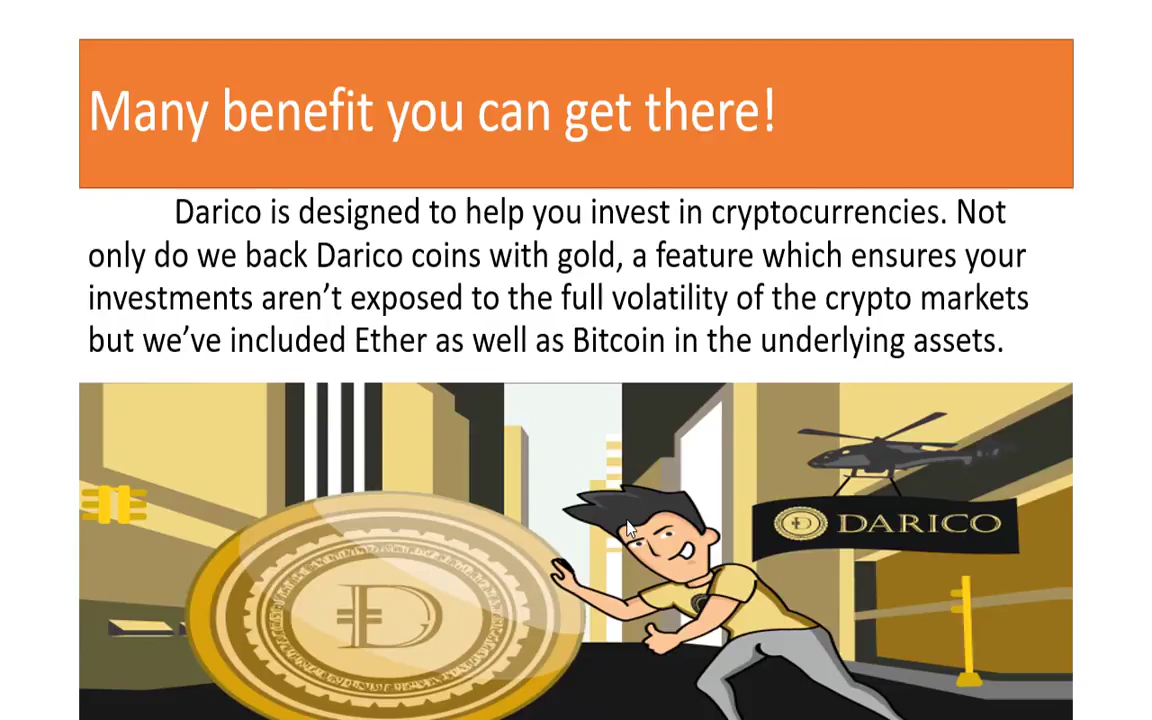 Many benefit you can get there!
Darico is designed to help you invest in cryptocurrencies. Not
only do we back Darico coins with gold, a feature which ensures your
investments aren’t exposed to the full volatility of the crypto markets
but we’ve included Ether as well as Bitcoin in the underlying assets.
DARICO